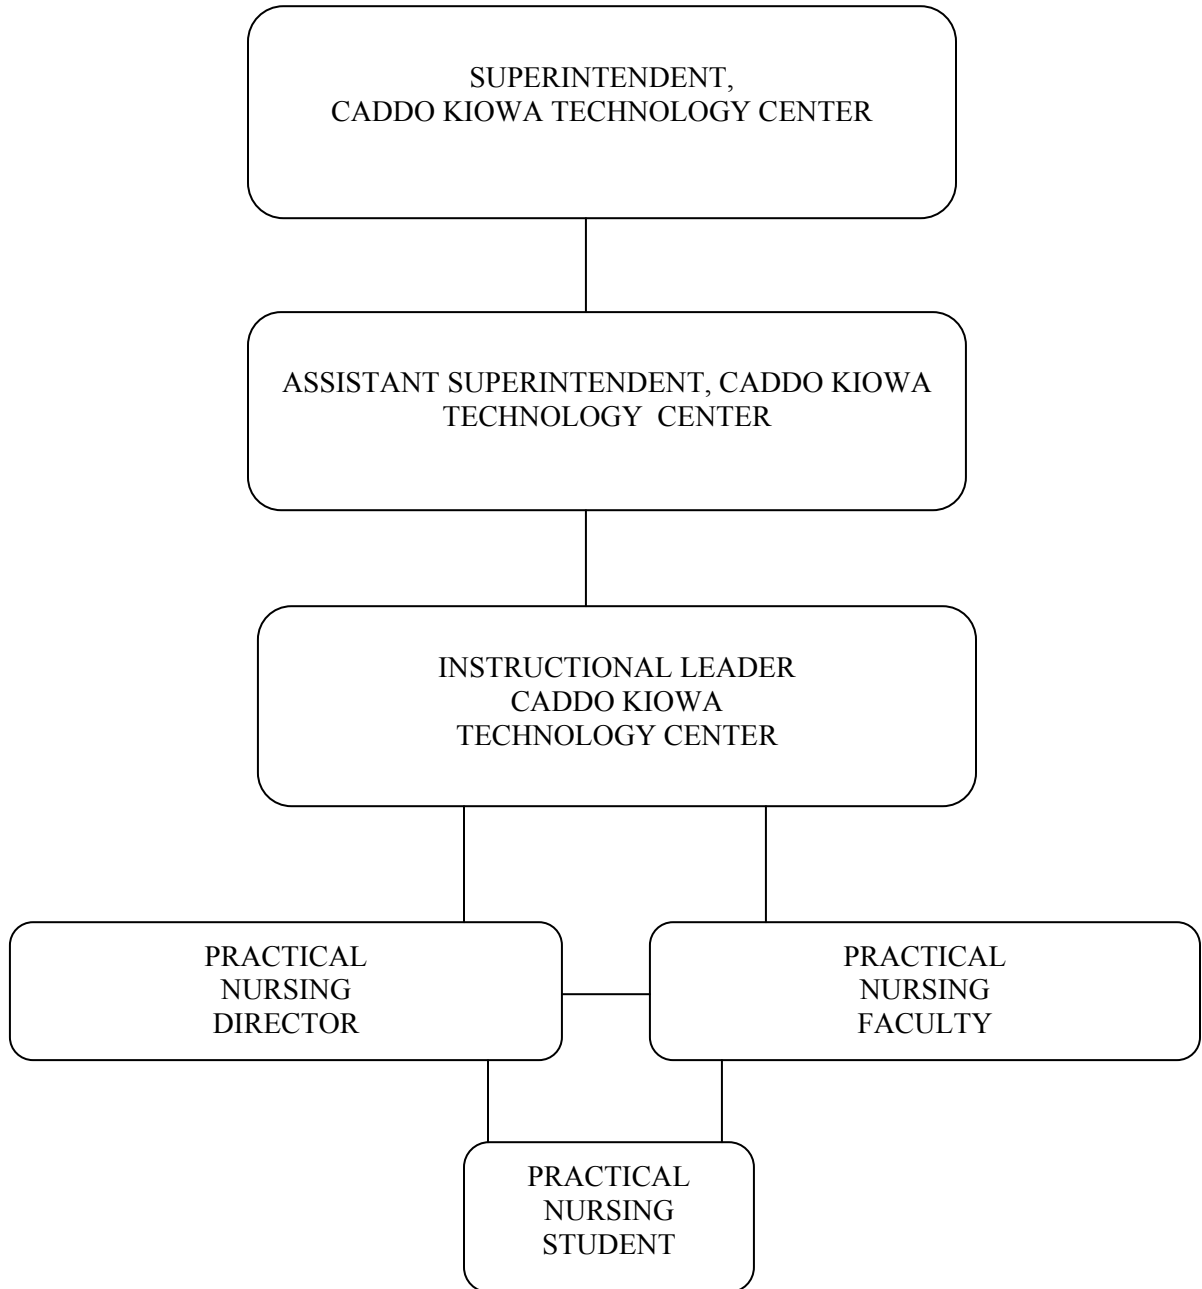 SUPERINTENDENT,
CADDO KIOWA TECHNOLOGY CENTER
ASSISTANT SUPERINTENDENT, CADDO KIOWA
TECHNOLOGY CENTER
INSTRUCTIONAL LEADER
CADDO KIOWA
TECHNOLOGY CENTER
PRACTICAL
NURSING
DIRECTOR
PRACTICAL
NURSING
FACULTY
PRACTICAL
NURSING
STUDENT